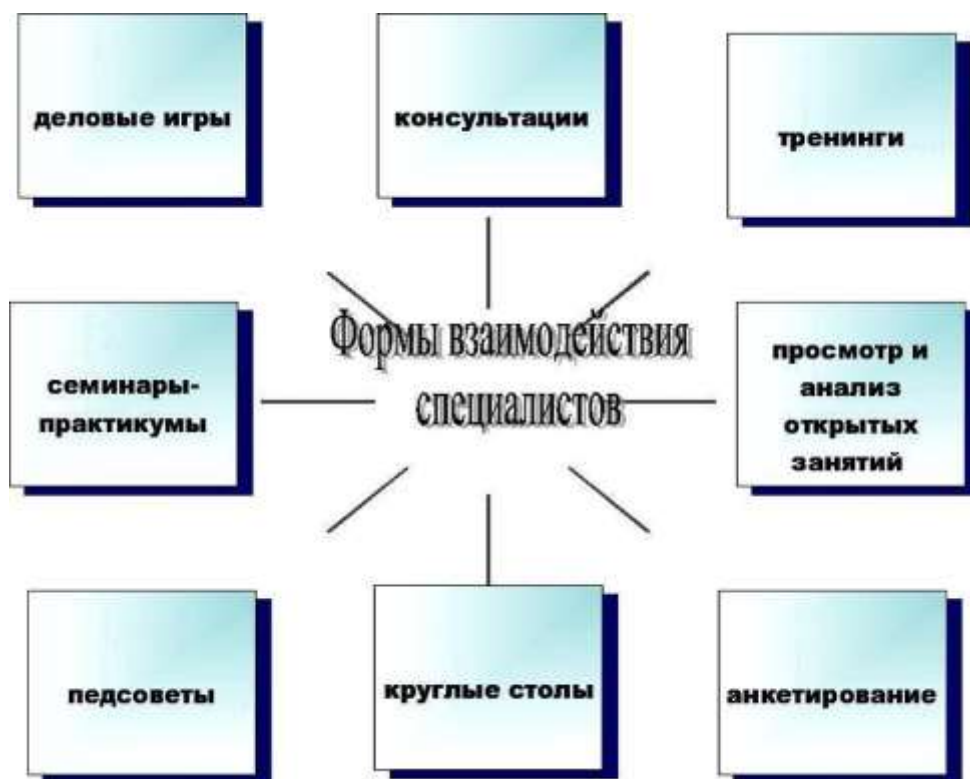 деловые игры
консультации
тренинги
Формы взаимодействия
специалистов
семинары-
практикумы
просмотр и
анализ
открытых
занятий
педсоветы
круглые столы
анкетирование